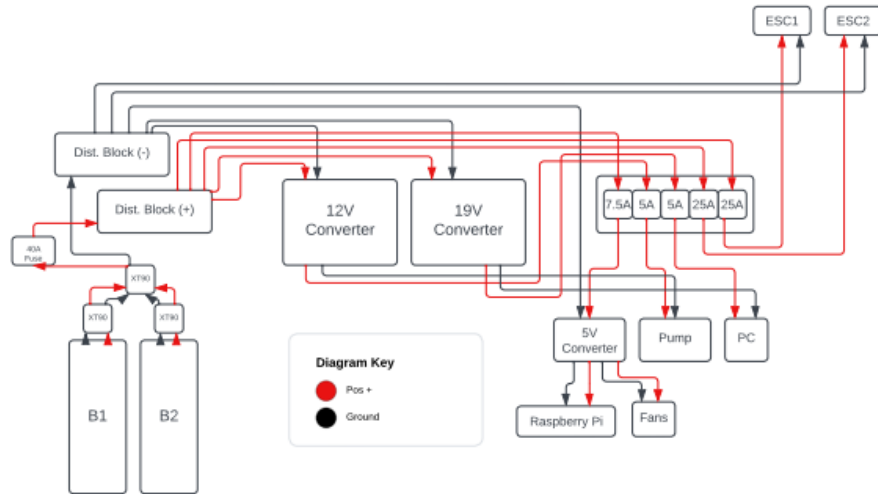 ESC1
ESC2
Dist. Block (-)
Dist. Block (+)
12V
Converter
19V
Converter
7.5A
5A
5A
25A
25A
40A
Fuse
XT90
XT90
XT90
5V
Converter
Pump
PC
B1
B2
Diagram Key
Pos +
Ground
Raspberry Pi
Fans